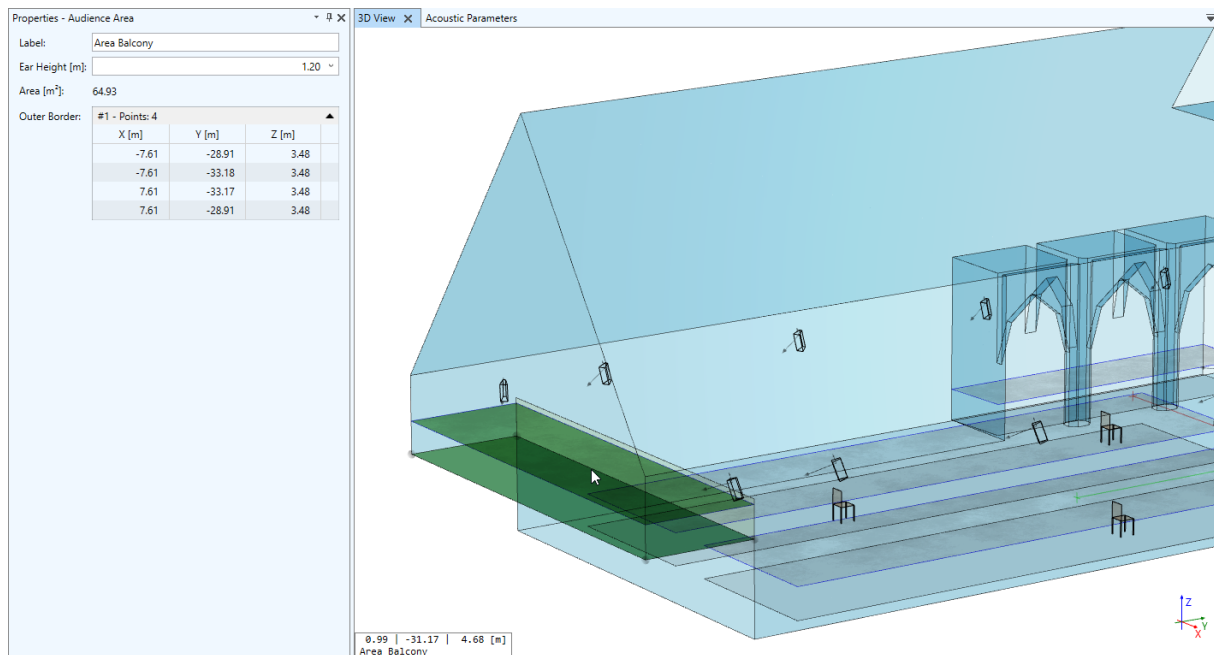 Properties - Audience Area
3D View
Acoustic Parameters
Label: Area Balcony
Ear Height [m]: 1.20
Area [m²]: 64.93
Outer Border: #1 - Points: 4
X [m] Y [m] Z [m]
-7.61 -28.91 3.48
-7.61 -33.18 3.48
7.61 -33.17 3.48
7.61 -28.91 3.48
Z
Y
X
0.99 | -31.17 | 4.68 [m]
Area Balcony